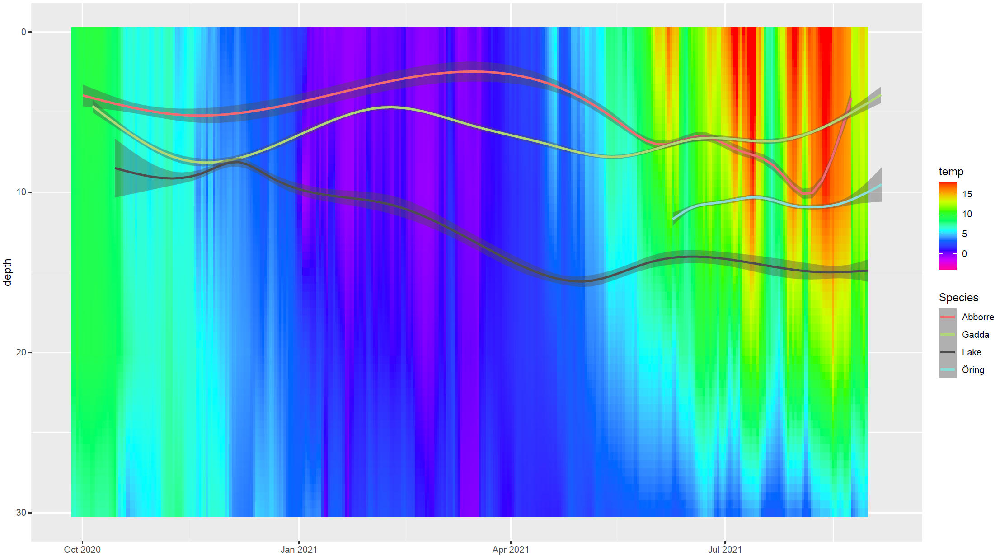 0
10
20
30
depth
Oct 2020
Jan 2021
Apr 2021
Jul 2021
temp
15
10
5
0
Species
Abborre
Gädda
Lake
Öring